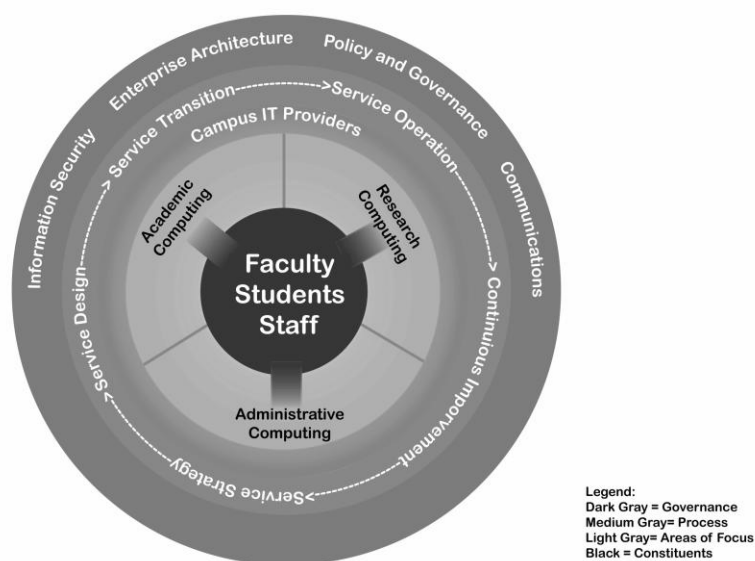 Information Security
Enterprise Architecture
Policy and Governance
Communications
>Service Strategy
>Service Design
> Service Transition
>Service Operation
> Continuous Imporvement
Campus IT Providers
Academic
Computing
Research
Computing
Administrative
Computing
Faculty
Students
Staff
Legend:
Dark Gray = Governance
Medium Gray= Process
Light Gray= Areas of Focus
Black = Constituents